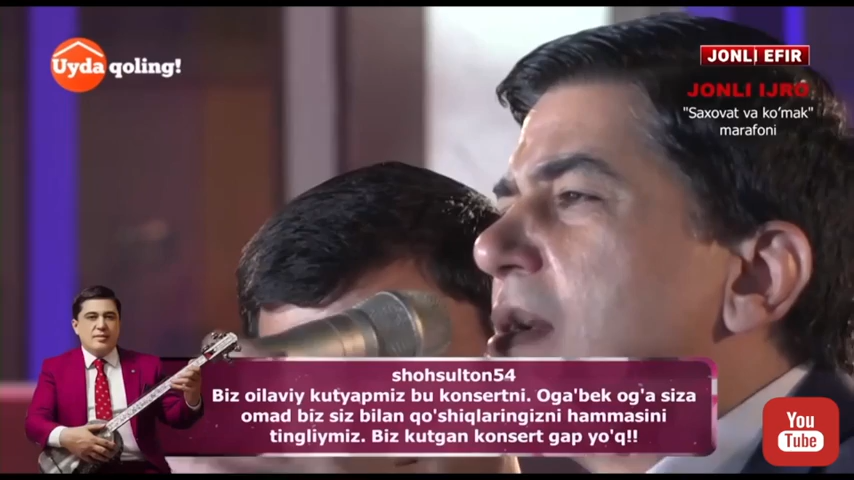 Uyda qoling!
JONLI EFIR
JONLI IJRO
"Saxovat va ko'mak"
marafoni
shohsulton54
Biz oilaviy kutyapmiz bu konsertni. Oga'bek og'a siza
omad biz siz bilan qo'shiqlaringizni hammasini
tingliymiz. Biz kutgan konsert gap yo'q!!
You
Tube